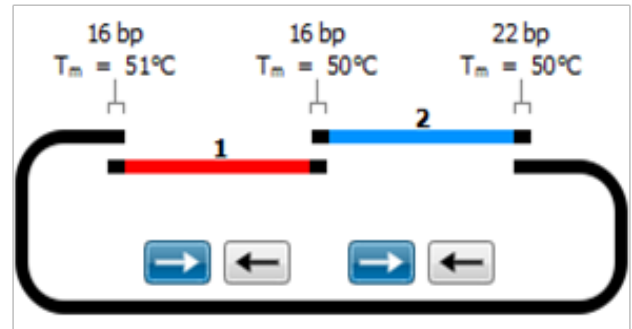 16 bp 16 bp 22 bp
Tₘ = 51°C Tₘ = 50°C Tₘ = 50°C
2
1